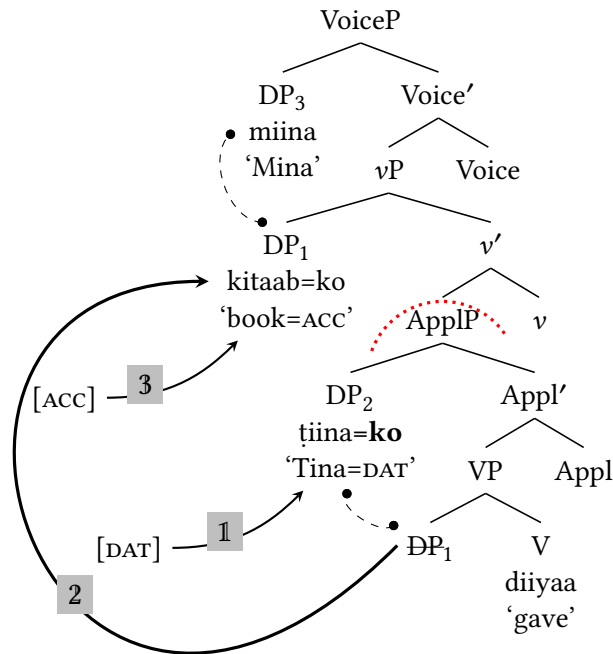 VoiceP
DP₃ Voice′
miina
‘Mina’ vP Voice
DP₁ v′
kitaab=ko
‘book=ACC’ ApplP v
[ACC] 3
DP₂ Appl′
ṭiina=ko
‘Tina=DAT’ VP Appl
[DAT] 1
DP₁ V
diiyaa
2
‘gave’